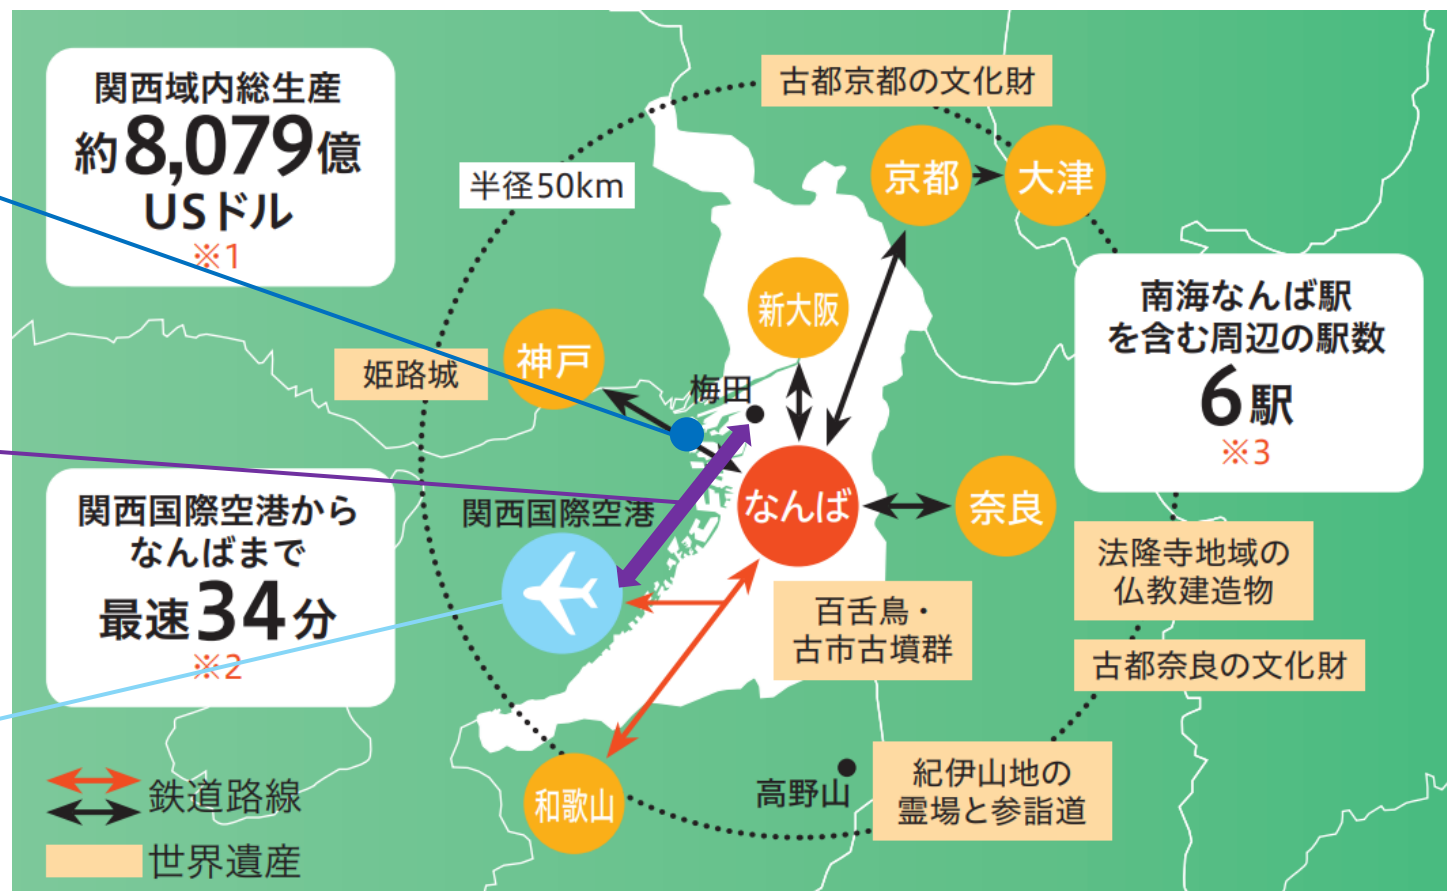 関西域内総生産
約8,079億
USドル
※1
古都京都の文化財
半径50km
京都
大津
新大阪
南海なんば駅
を含む周辺の駅数
6駅
※3
神戸
姫路城
梅田
関西国際空港から
なんばまで
最速34分
※2
関西国際空港
なんば
奈良
法隆寺地域の
仏教建造物
百舌鳥・
古市古墳群
古都奈良の文化財
和歌山
高野山
紀伊山地の
霊場と参詣道
鉄道路線
世界遺産